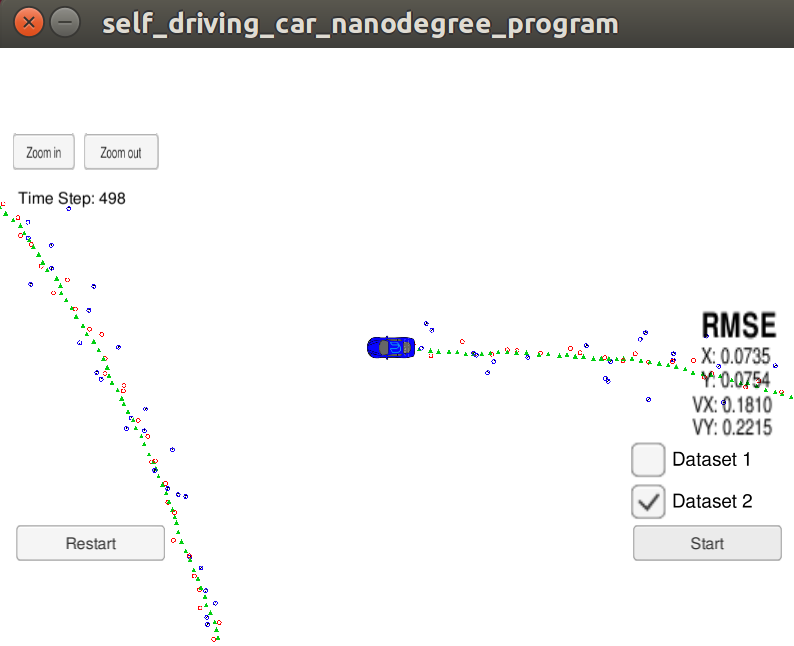 self_driving_car_nanodegree_program
Zoom in
Zoom out
Time Step: 498
RMSE
X: 0.0735
Y: 0.0754
VX: 0.1810
VY: 0.2215
Dataset 1
Dataset 2
Restart
Start